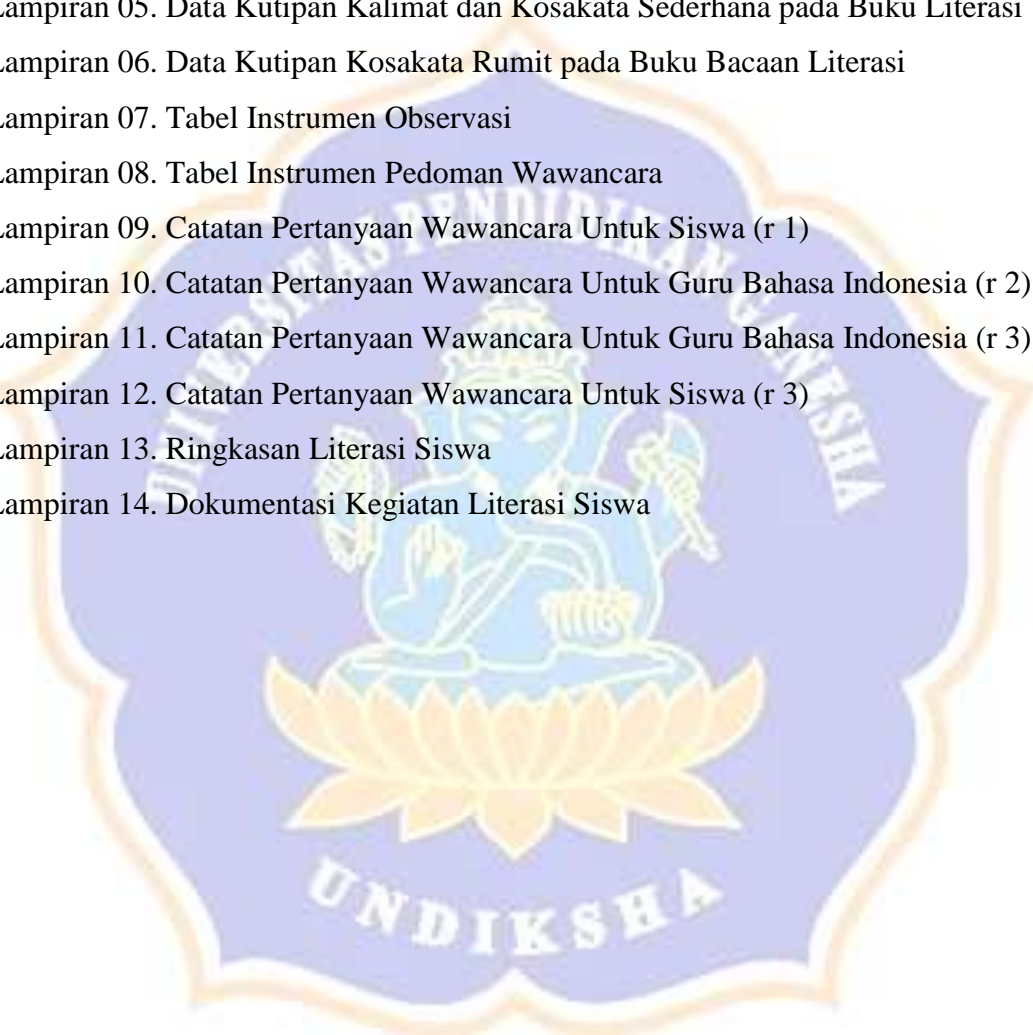 Lampiran 05. Data Kutipan Kalimat dan Kosakata Sederhana pada Buku Literasi
Lampiran 06. Data Kutipan Kosakata Rumit pada Buku Bacaan Literasi
Lampiran 07. Tabel Instrumen Observasi
Lampiran 08. Tabel Instrumen Pedoman Wawancara
Lampiran 09. Catatan Pertanyaan Wawancara Untuk Siswa (r 1)
Lampiran 10. Catatan Pertanyaan Wawancara Untuk Guru Bahasa Indonesia (r 2)
Lampiran 11. Catatan Pertanyaan Wawancara Untuk Guru Bahasa Indonesia (r 3)
Lampiran 12. Catatan Pertanyaan Wawancara Untuk Siswa (r 3)
Lampiran 13. Ringkasan Literasi Siswa
Lampiran 14. Dokumentasi Kegiatan Literasi Siswa
UNIVERSITAS PENDIDIKAN GANESHA
UNDIKSHA